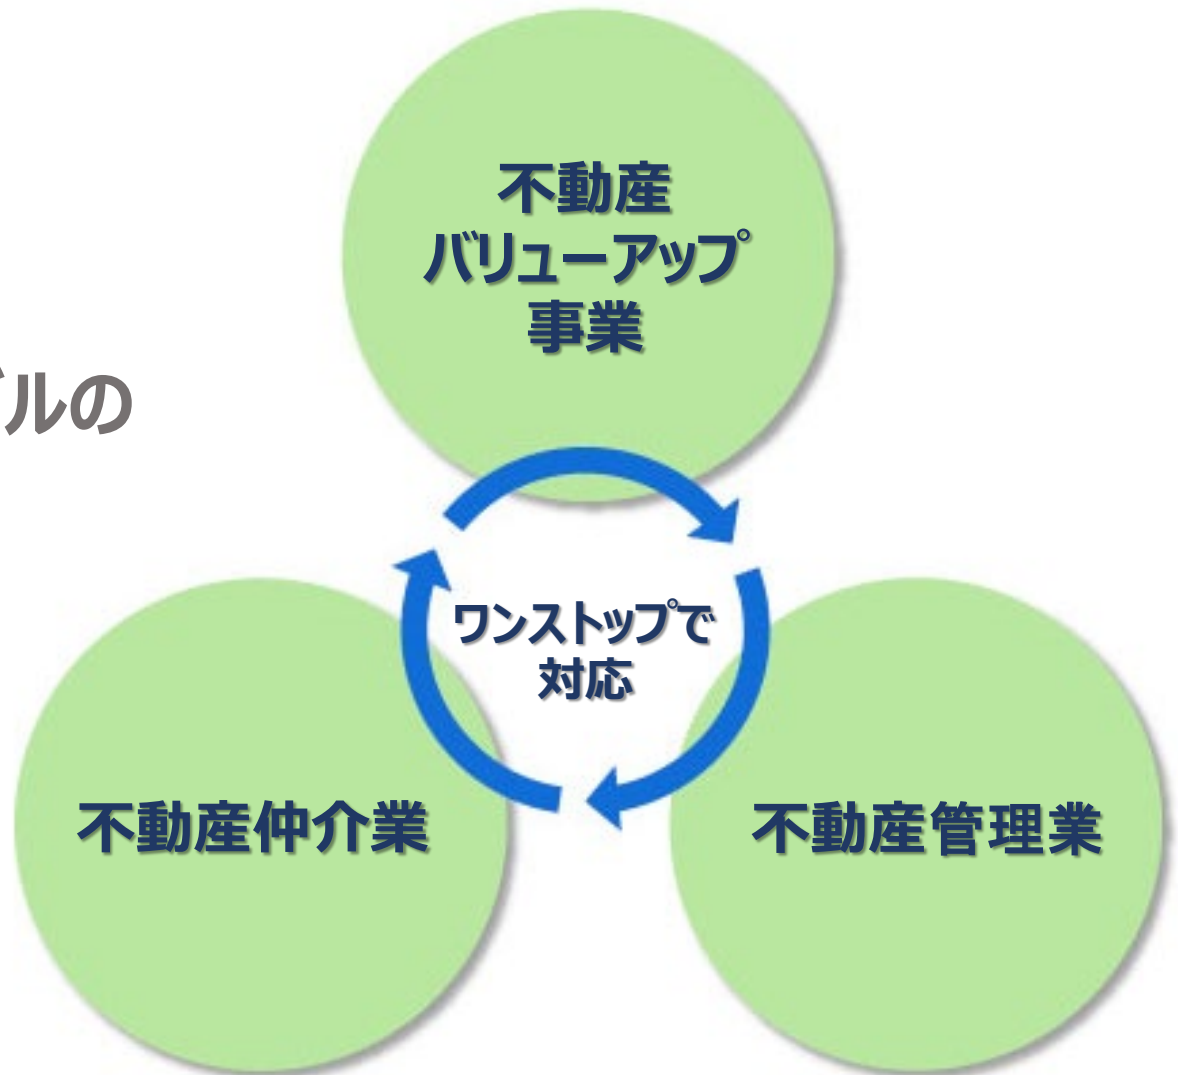 不動産
バリューアップ
事業
ルの
ワンストップで
対応
不動産仲介業
不動産管理業